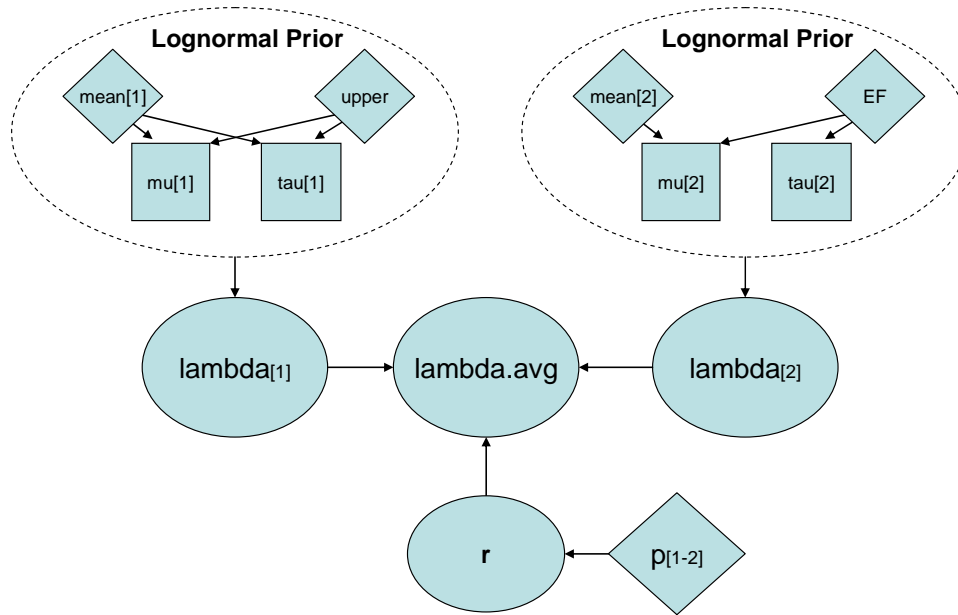 Lognormal Prior
mean[1]
upper
mu[1]
tau[1]
Lognormal Prior
mean[2]
EF
mu[2]
tau[2]
lambda[1]
lambda.avg
lambda[2]
r
p[1-2]